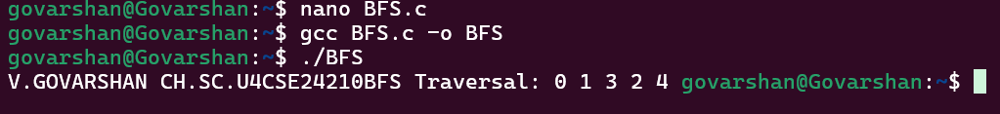 govarshan@Govarshan:~$ nano BFS.c
govarshan@Govarshan:~$ gcc BFS.c -o BFS
govarshan@Govarshan:~$ ./BFS
V.GOVARSHAN CH.SC.U4CSE24210BFS Traversal: 0 1 3 2 4 govarshan@Govarshan:~$